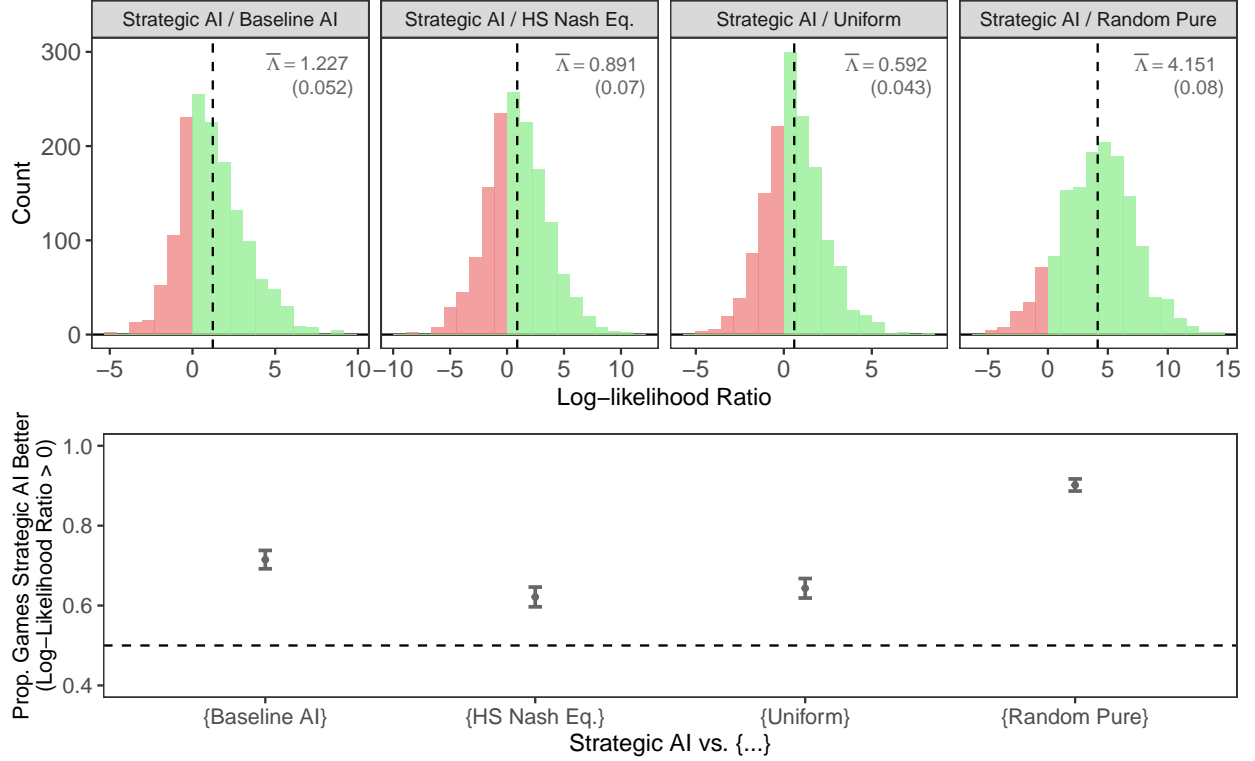 Strategic AI / Baseline AI
Strategic AI / HS Nash Eq.
Strategic AI / Uniform
Strategic AI / Random Pure
Λ̅ = 1.227
(0.052)
Λ̅ = 0.891
(0.07)
Λ̅ = 0.592
(0.043)
Λ̅ = 4.151
(0.08)
Count
300
200
100
0
−5 0 5 10
−10 −5 0 5 10
−5 0 5
−5 0 5 10 15
Log−likelihood Ratio
Prop. Games Strategic AI Better
(Log−Likelihood Ratio > 0)
1.0
0.8
0.6
0.4
{Baseline AI}
{HS Nash Eq.}
{Uniform}
{Random Pure}
Strategic AI vs. {...}